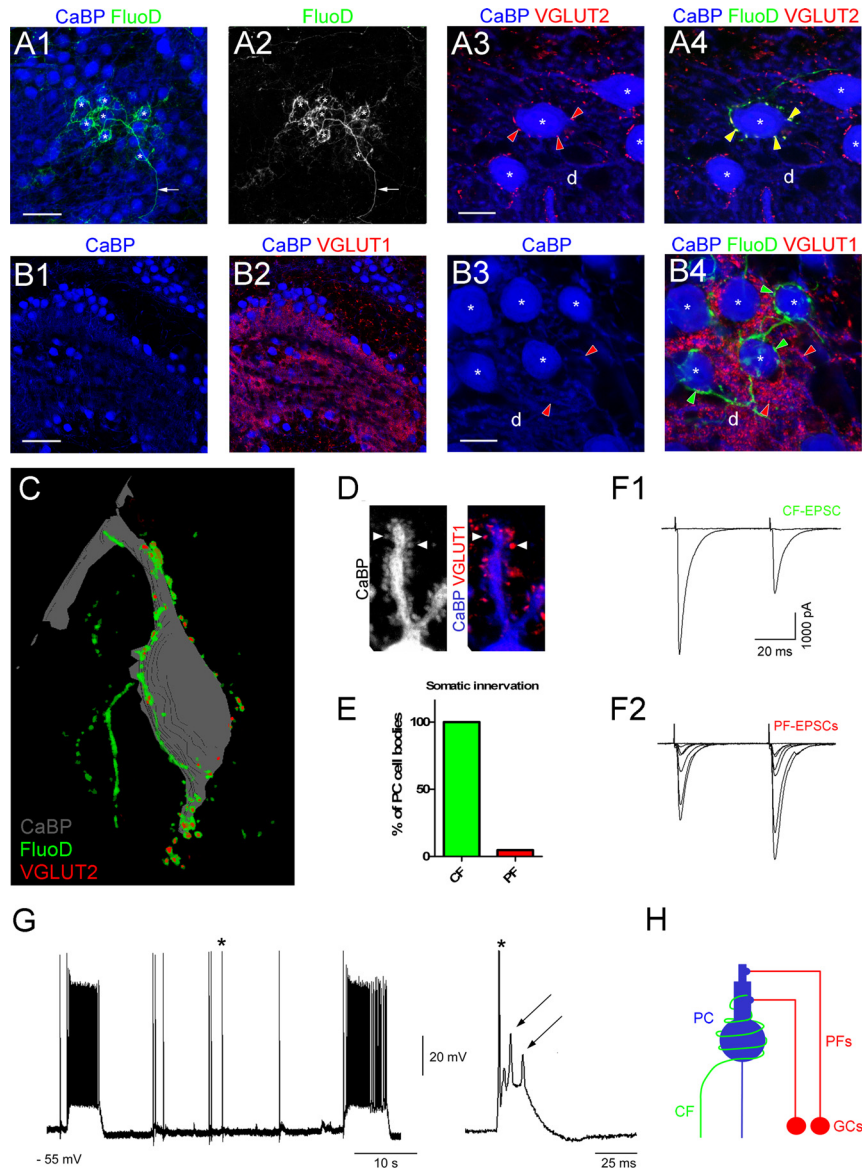 CaBP FluoD
A1
FluoD
A2
CaBP VGLUT2
A3
* * * *
d
CaBP FluoD VGLUT2
A4
* * * *
d
CaBP
B1
CaBP VGLUT1
B2
CaBP
B3
* * * * *
d
CaBP FluoD VGLUT1
B4
* * * * *
d
C
CaBP
FluoD
VGLUT2
D
CaBP
CaBP VGLUT1
E
Somatic innervation
% of PC cell bodies
100
50
0
CF
PF
F1
CF-EPSC
1000 pA
20 ms
F2
PF-EPSCs
G
*
- 55 mV
10 s
20 mV
*
25 ms
H
PC
PFs
CF
GCs